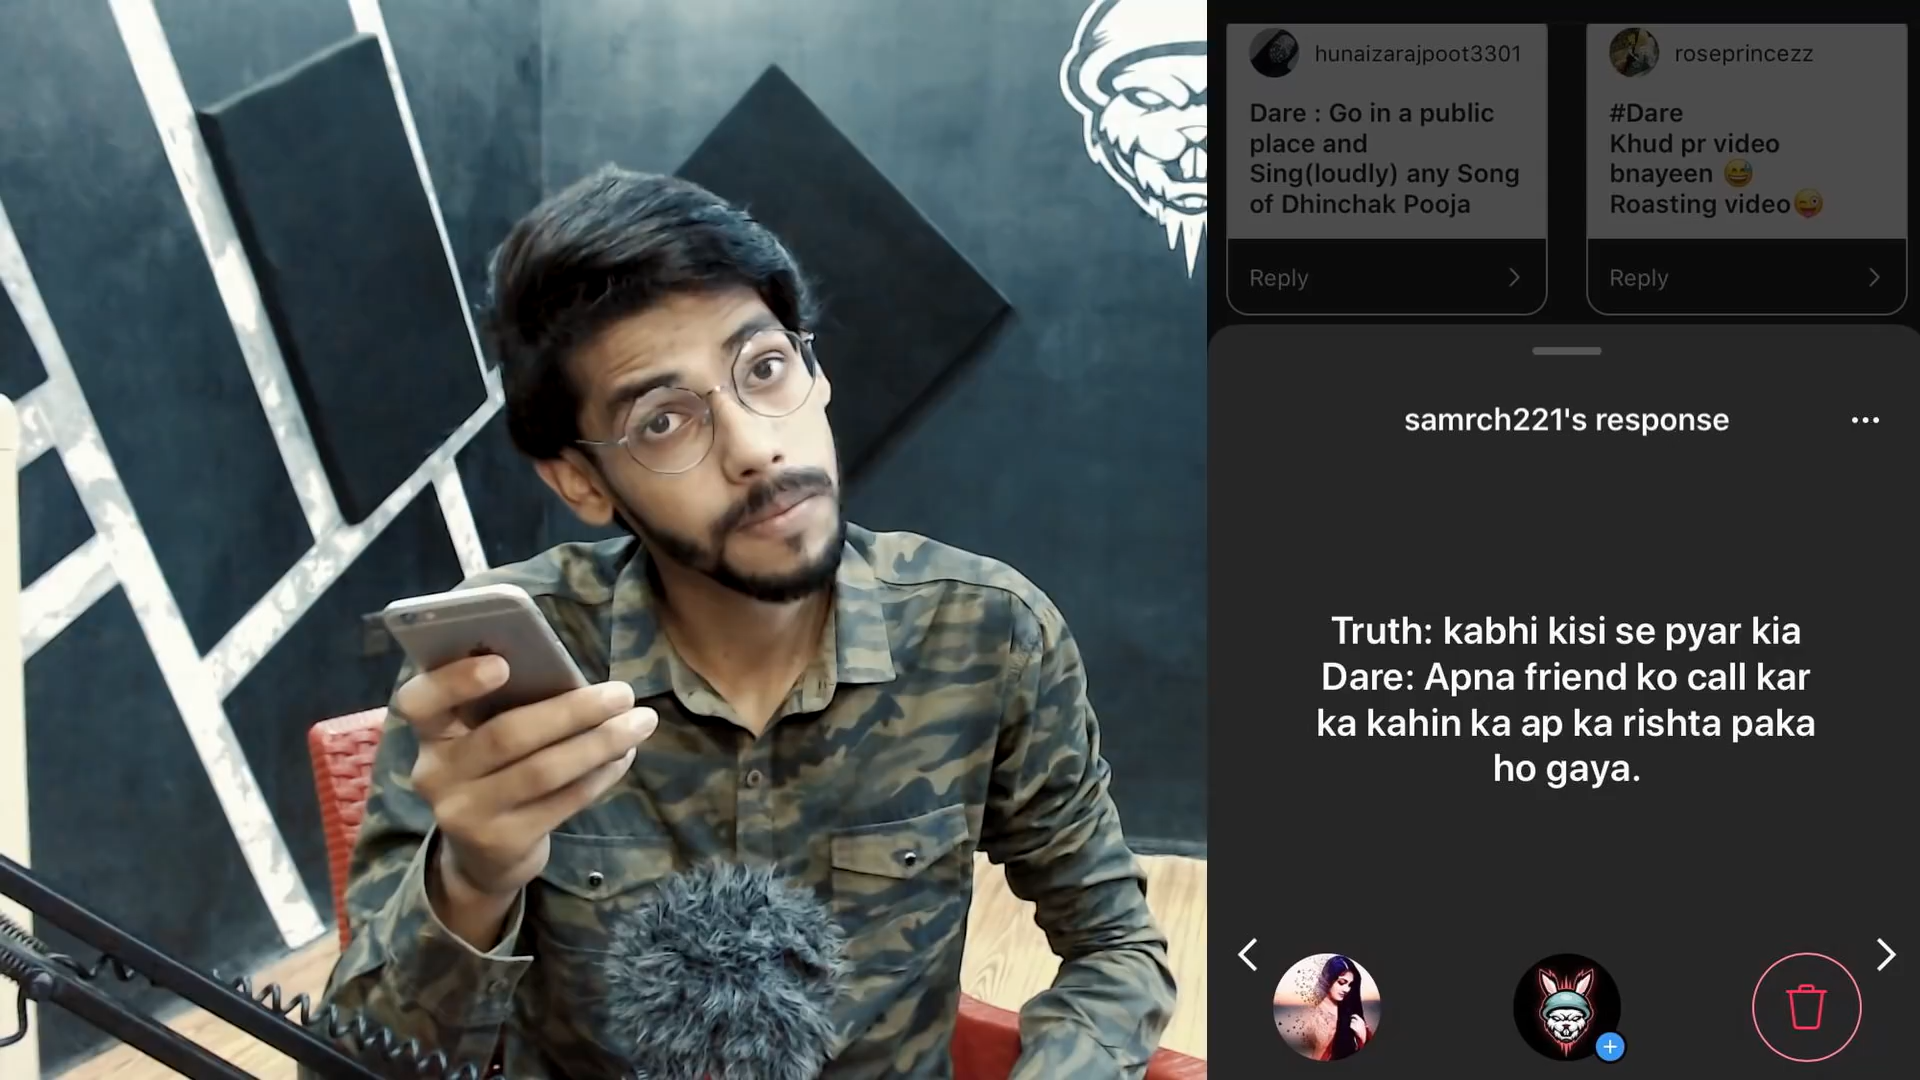 hunaizarajpoot3301
Dare : Go in a public
place and
Sing(loudly) any Song
of Dhinchak Pooja
Reply
roseprincezz
#Dare
Khud pr video
bnayeen 😅
Roasting video😜
Reply
samrch221's response
Truth: kabhi kisi se pyar kia
Dare: Apna friend ko call kar
ka kahin ka ap ka rishta paka
ho gaya.